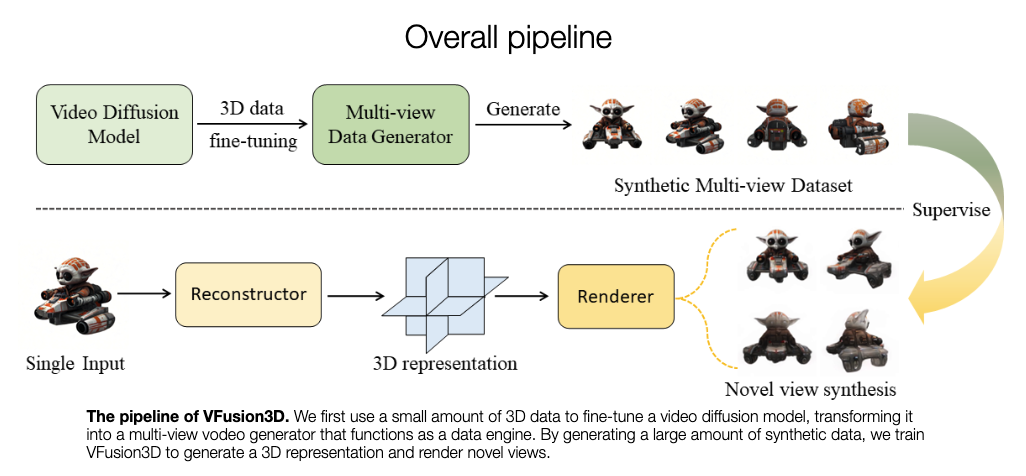 Overall pipeline
Video Diffusion
Model
3D data
fine-tuning
Multi-view
Data Generator
Generate
Synthetic Multi-view Dataset
Supervise
Single Input
Reconstructor
3D representation
Renderer
Novel view synthesis
The pipeline of VFusion3D. We first use a small amount of 3D data to fine-tune a video diffusion model, transforming it
into a multi-view vodeo generator that functions as a data engine. By generating a large amount of synthetic data, we train
VFusion3D to generate a 3D representation and render novel views.